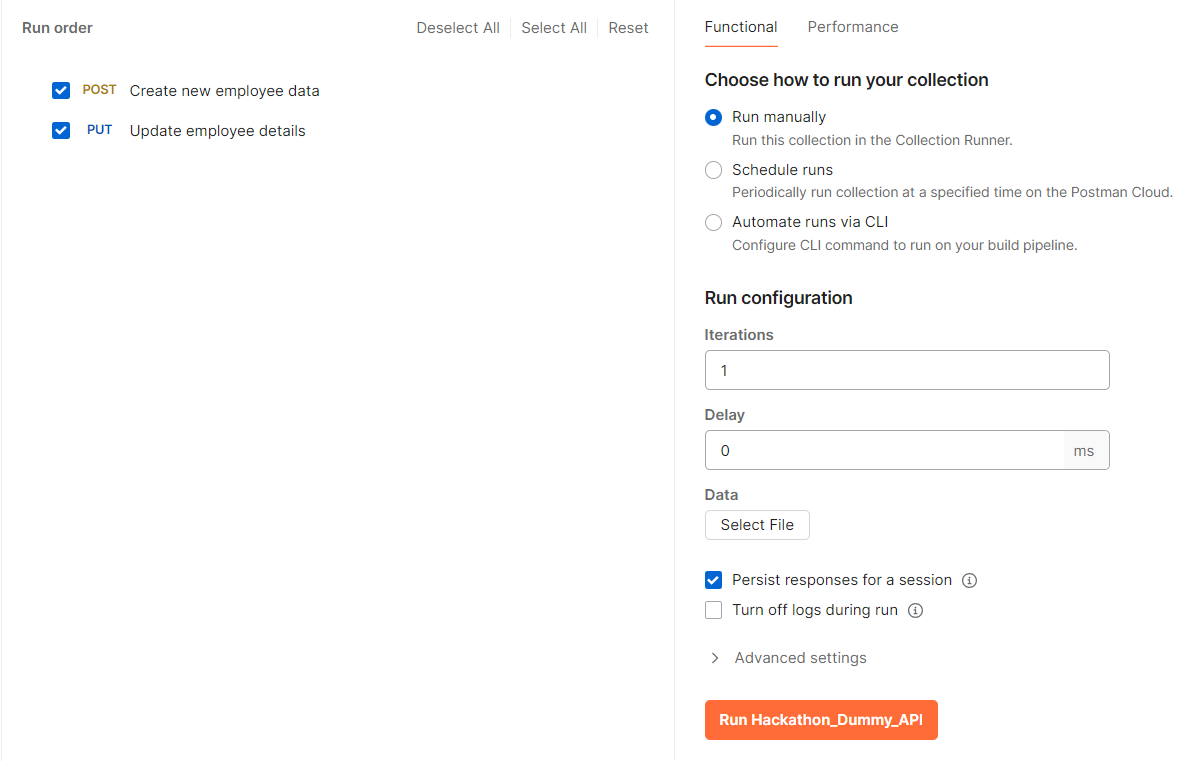 Run order
Deselect All
Select All
Reset
POST Create new employee data
PUT Update employee details
Functional
Performance
Choose how to run your collection
Run manually
Run this collection in the Collection Runner.
Schedule runs
Periodically run collection at a specified time on the Postman Cloud.
Automate runs via CLI
Configure CLI command to run on your build pipeline.
Run configuration
Iterations
1
Delay
0 ms
Data
Select File
Persist responses for a session
Turn off logs during run
Advanced settings
Run Hackathon_Dummy_API